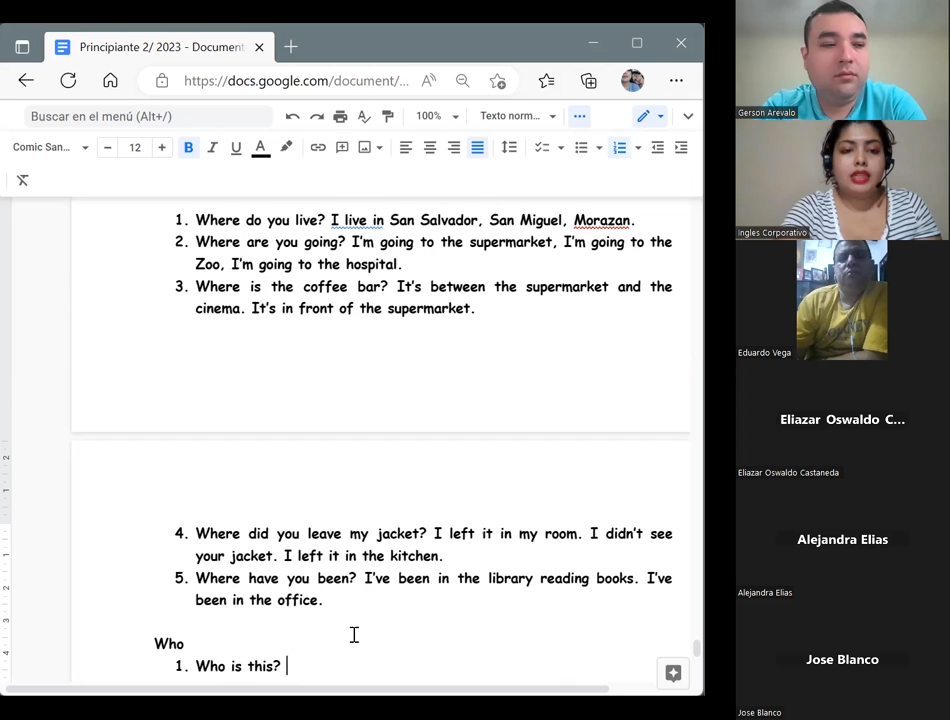 Principiante 2/ 2023 - Document
https://docs.google.com/document/...
Buscar en el menú (Alt+/)
100%
Texto norm...
Comic San...
12
1. Where do you live? I live in San Salvador, San Miguel, Morazan.
2. Where are you going? I'm going to the supermarket, I'm going to the
Zoo, I'm going to the hospital.
3. Where is the coffee bar? It's between the supermarket and the
cinema. It's in front of the supermarket.
4. Where did you leave my jacket? I left it in my room. I didn't see
your jacket. I left it in the kitchen.
5. Where have you been? I've been in the library reading books. I've
been in the office.
Who
1. Who is this?
Gerson Arevalo
Ingles Corporativo
Eduardo Vega
Eliazar Oswaldo C...
Eliazar Oswaldo Castaneda
Alejandra Elias
Alejandra Elias
Jose Blanco
Jose Blanco